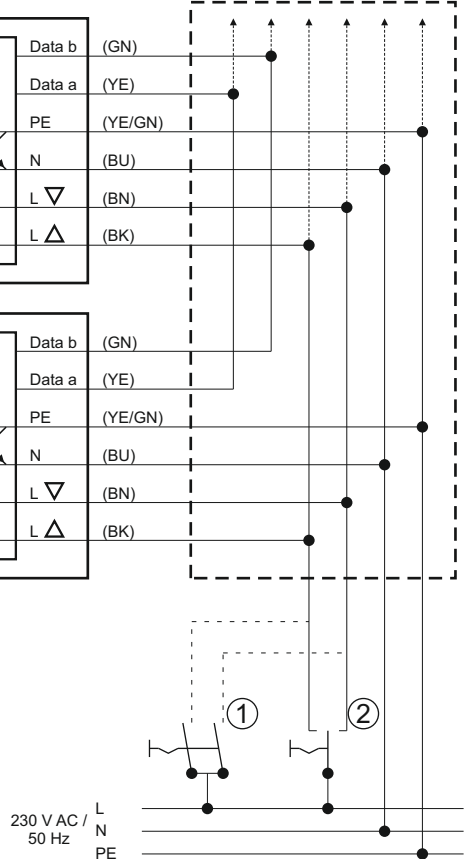 Data b (GN)
Data a (YE)
PE (YE/GN)
N (BU)
L ▽ (BN)
L △ (BK)
Data b (GN)
Data a (YE)
PE (YE/GN)
N (BU)
L ▽ (BN)
L △ (BK)
① ②
230 V AC /
50 Hz
L
N
PE